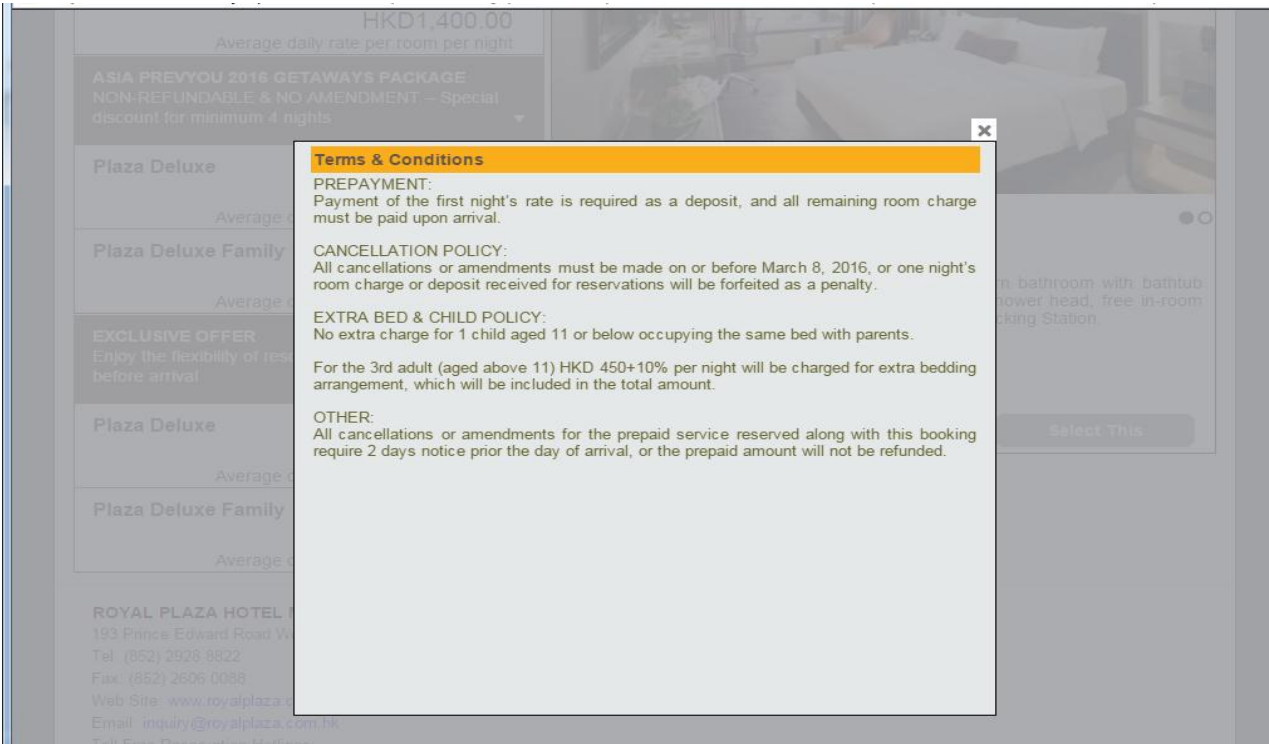 HKD1,400.00
Average daily rate per room per night
ASIA PREVYOU 2016 GETAWAYS PACKAGE
NON-REFUNDABLE & NO AMENDMENT – Special
discount for minimum 4 nights
Plaza Deluxe
Average
Plaza Deluxe Family
Average
EXCLUSIVE OFFER
Enjoy the flexibility of
before arrival
Plaza Deluxe
Average
Plaza Deluxe Family
Average
ROYAL PLAZA HOTEL
193 Prince Edward Road
Tel: (852) 2928 8822
Fax: (852) 2606 0088
Web Site: www.royalplaza.c
Email: inquiry@royalplaza.com.hk
Terms & Conditions
PREPAYMENT:
Payment of the first night's rate is required as a deposit, and all remaining room charge
must be paid upon arrival.
CANCELLATION POLICY:
All cancellations or amendments must be made on or before March 8, 2016, or one night's
room charge or deposit received for reservations will be forfeited as a penalty.
EXTRA BED & CHILD POLICY:
No extra charge for 1 child aged 11 or below occupying the same bed with parents.
For the 3rd adult (aged above 11) HKD 450+10% per night will be charged for extra bedding
arrangement, which will be included in the total amount.
OTHER:
All cancellations or amendments for the prepaid service reserved along with this booking
require 2 days notice prior the day of arrival, or the prepaid amount will not be refunded.
bathroom with bathtub
head, free in-room
Station.
Select This